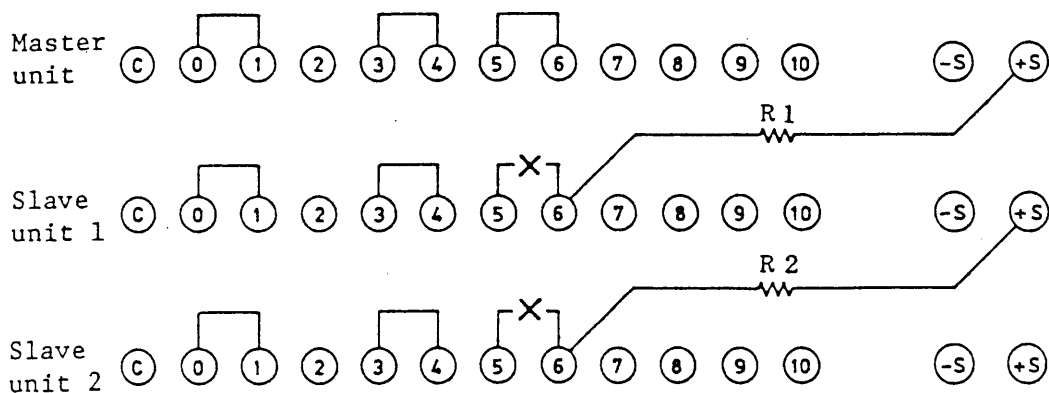 Master
unit
C 0 1 2 3 4 5 6 7 8 9 10 -S +S
R 1
Slave
unit 1
C 0 1 2 3 4 5 6 7 8 9 10 -S +S
R 2
Slave
unit 2
C 0 1 2 3 4 5 6 7 8 9 10 -S +S